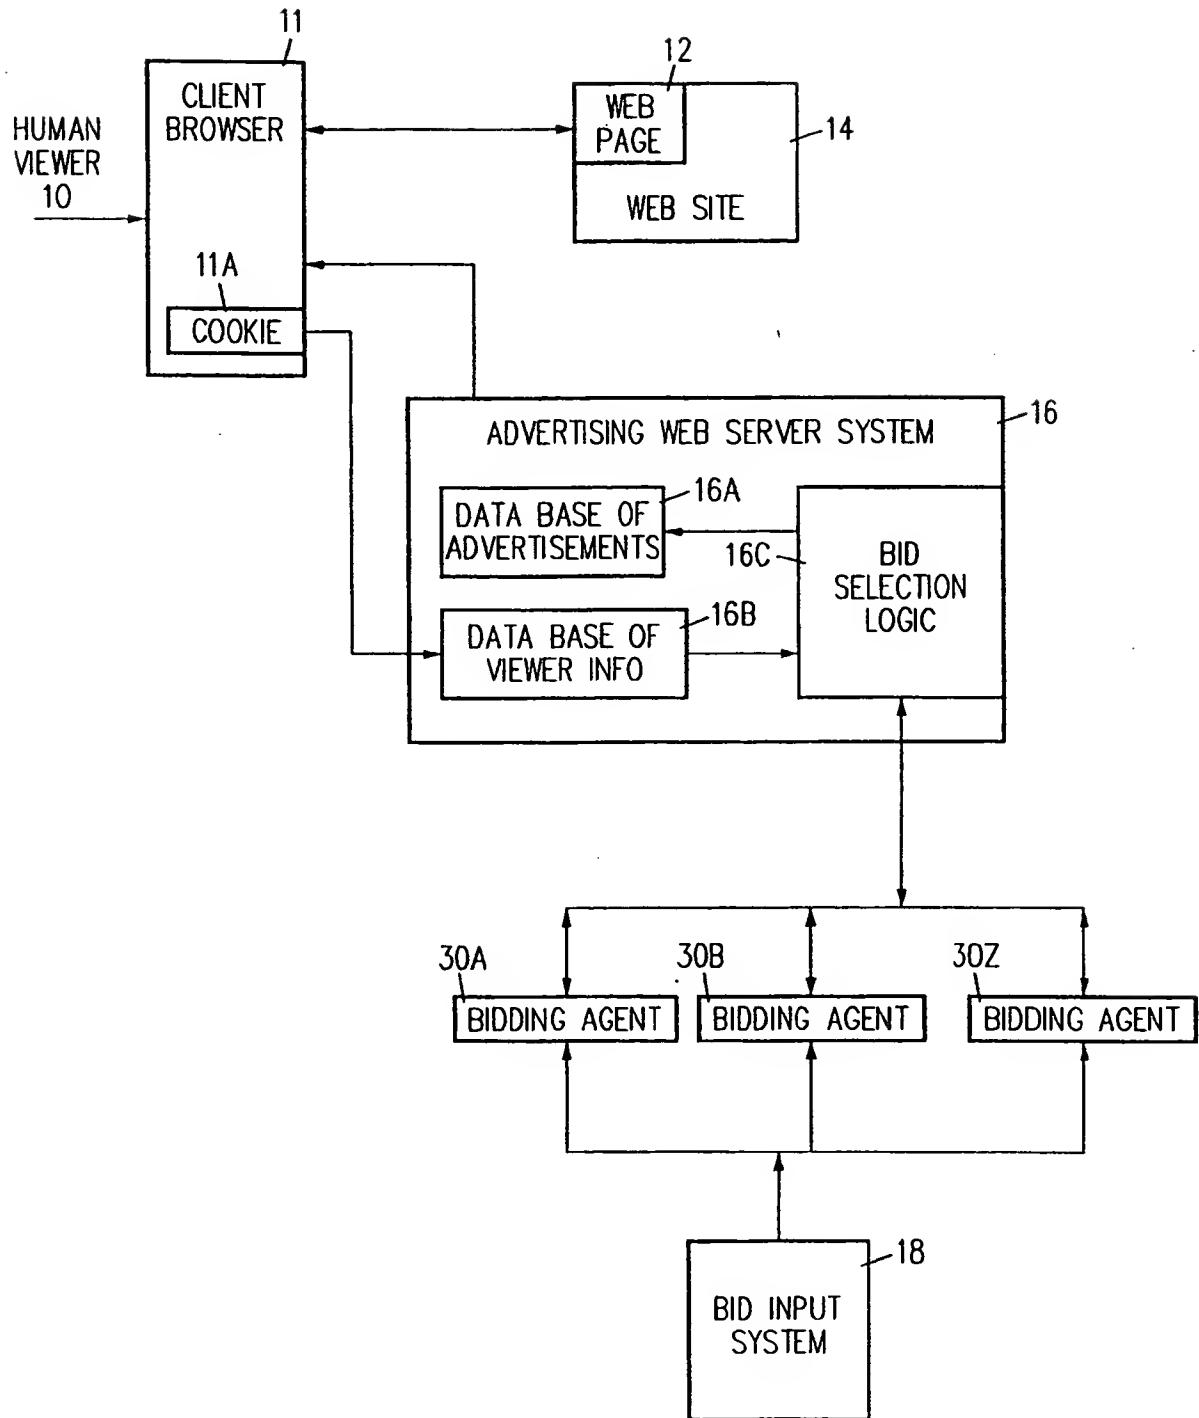 11
CLIENT
BROWSER
HUMAN
VIEWER
10
12
WEB
PAGE
14
WEB SITE
11A
COOKIE
16
ADVERTISING WEB SERVER SYSTEM
16A
DATA BASE OF
ADVERTISEMENTS
16C
BID
SELECTION
LOGIC
16B
DATA BASE OF
VIEWER INFO
30A
BIDDING AGENT
30B
BIDDING AGENT
30Z
BIDDING AGENT
18
BID INPUT
SYSTEM